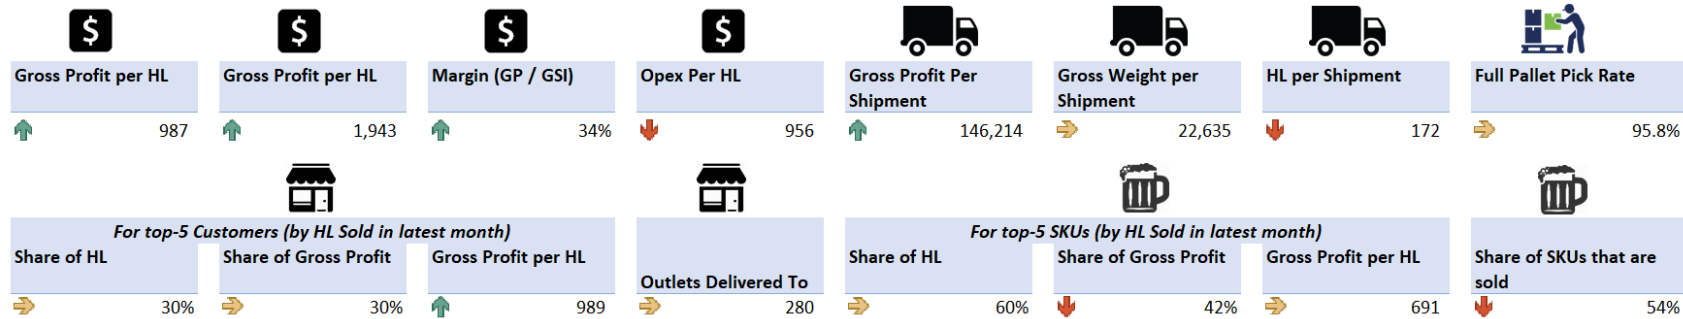 $ $ $ $
Gross Profit per HL Gross Profit per HL Margin (GP / GSI) Opex Per HL Gross Profit Per Gross Weight per HL per Shipment Full Pallet Pick Rate
Shipment Shipment
987 1,943 34% 956 146,214 22,635 172 95.8%
For top-5 Customers (by HL Sold in latest month) For top-5 SKUs (by HL Sold in latest month)
Share of HL Share of Gross Profit Gross Profit per HL Share of HL Share of Gross Profit Gross Profit per HL Share of SKUs that are
Outlets Delivered To sold
30% 30% 989 280 60% 42% 691 54%